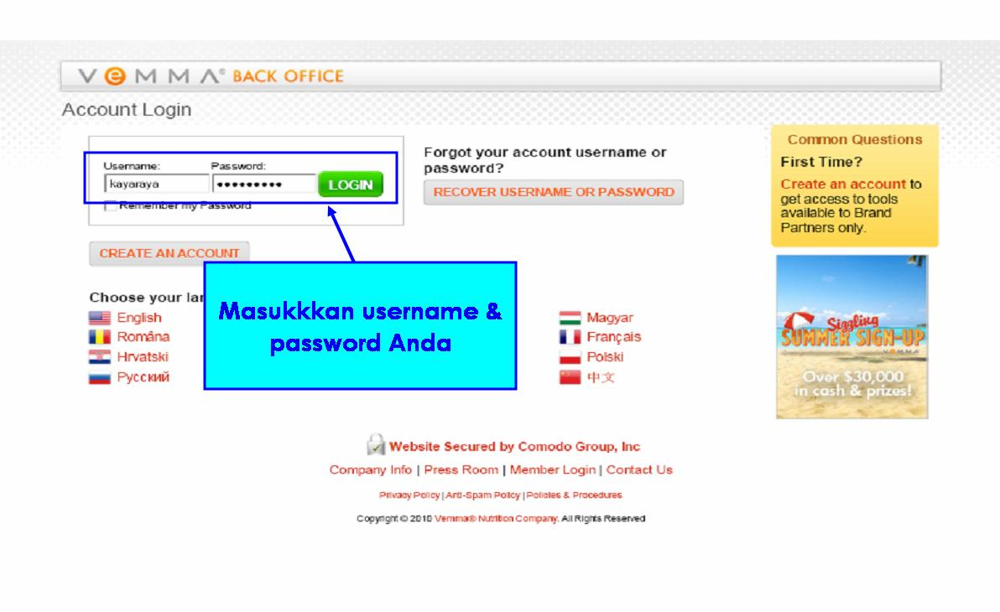 VEMMA® BACK OFFICE
Account Login
Username: Password:
kayaraya ●●●●●●●●● LOGIN
Remember my Password
CREATE AN ACCOUNT
Forgot your account username or
password?
RECOVER USERNAME OR PASSWORD
Common Questions
First Time?
Create an account to
get access to tools
available to Brand
Partners only.
Choose your lan
English
Româna
Hrvatski
Русский
Masukkkan username &
password Anda
Magyar
Français
Polski
中文
Sizzling
SUMMER SIGN-UP
VEMMA
Over $30,000
in cash & prizes!
Website Secured by Comodo Group, Inc
Company Info | Press Room | Member Login | Contact Us
Privacy Policy | Anti-Spam Policy | Policies & Procedures
Copyright © 2010 Vemma® Nutrition Company. All Rights Reserved